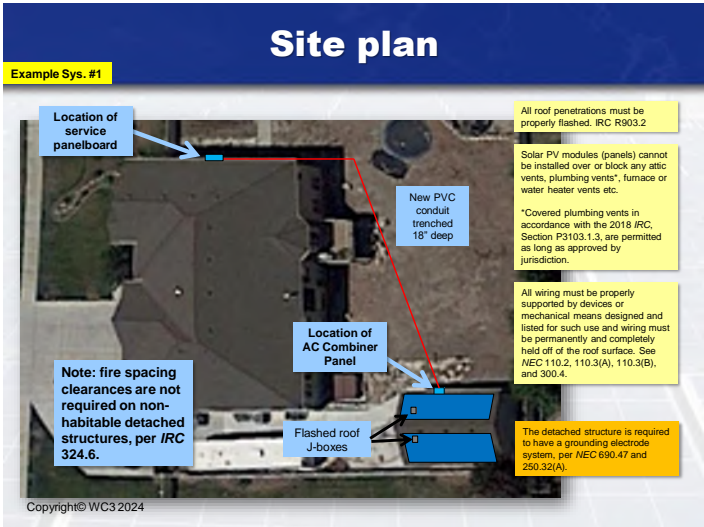 Site plan
Example Sys. #1
Location of
service
panelboard
All roof penetrations must be
properly flashed. IRC R903.2
Solar PV modules (panels) cannot
be installed over or block any attic
vents, plumbing vents*, furnace or
water heater vents etc.
*Covered plumbing vents in
accordance with the 2018 IRC,
Section P3103.1.3, are permitted
as long as approved by
jurisdiction.
New PVC
conduit
trenched
18" deep
All wiring must be properly
supported by devices or
mechanical means designed and
listed for such use and wiring must
be permanently and completely
held off of the roof surface. See
NEC 110.2, 110.3(A), 110.3(B),
and 300.4.
Location of
AC Combiner
Panel
Note: fire spacing
clearances are not
required on non-
habitable detached
structures, per IRC
324.6.
Flashed roof
J-boxes
The detached structure is required
to have a grounding electrode
system, per NEC 690.47 and
250.32(A).
Copyright© WC3 2024